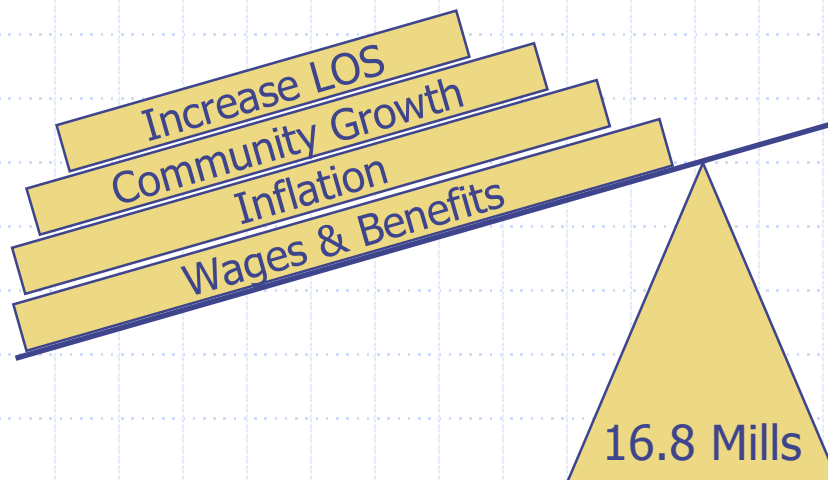 Increase LOS
Community Growth
Inflation
Wages & Benefits
16.8 Mills